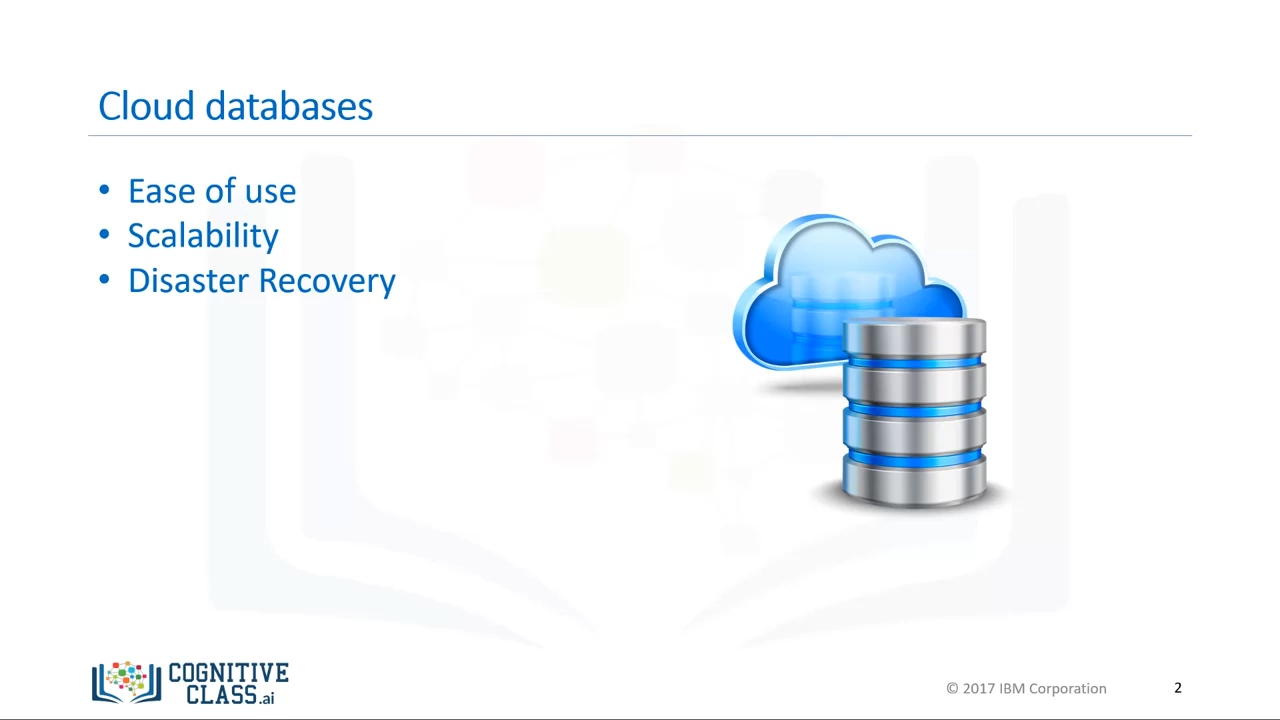 Cloud databases
• Ease of use
• Scalability
• Disaster Recovery
COGNITIVE
CLASS.ai
© 2017 IBM Corporation
2